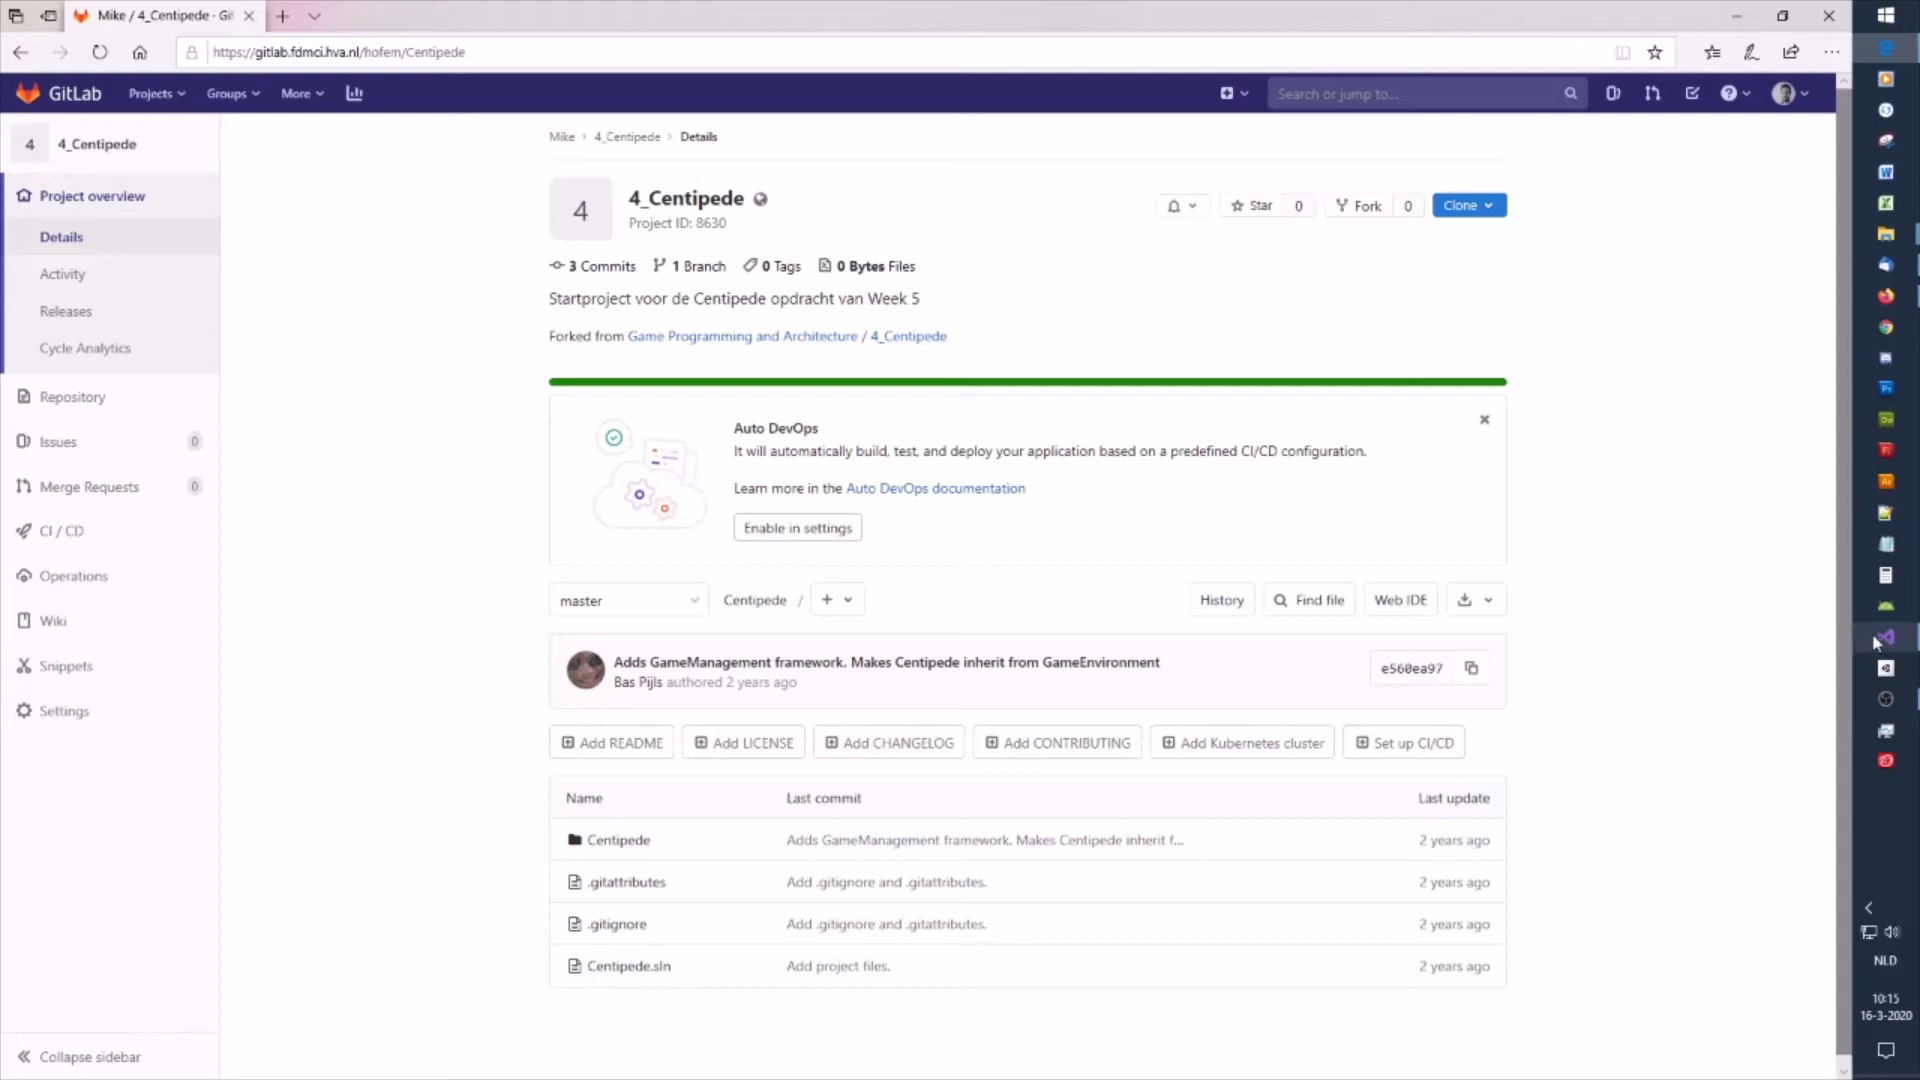 Mike / 4_Centipede · Git
https://gitlab.fdmci.hva.nl/hofem/Centipede
GitLab
Projects
Groups
More
Search or jump to...
4
4_Centipede
Project overview
Details
Activity
Releases
Cycle Analytics
Repository
Issues
0
Merge Requests
0
CI / CD
Operations
Wiki
Snippets
Settings
Collapse sidebar
Mike > 4_Centipede > Details
4
4_Centipede
Project ID: 8630
Star
0
Fork
0
Clone
3 Commits
1 Branch
0 Tags
0 Bytes Files
Startproject voor de Centipede opdracht van Week 5
Forked from Game Programming and Architecture / 4_Centipede
Auto DevOps
It will automatically build, test, and deploy your application based on a predefined CI/CD configuration.
Learn more in the Auto DevOps documentation
Enable in settings
master
Centipede /
History
Find file
Web IDE
Adds GameManagement framework. Makes Centipede inherit from GameEnvironment
Bas Pijls authored 2 years ago
e560ea97
Add README
Add LICENSE
Add CHANGELOG
Add CONTRIBUTING
Add Kubernetes cluster
Set up CI/CD
Name
Last commit
Last update
Centipede
Adds GameManagement framework. Makes Centipede inherit f...
2 years ago
.gitattributes
Add .gitignore and .gitattributes.
2 years ago
.gitignore
Add .gitignore and .gitattributes.
2 years ago
Centipede.sln
Add project files.
2 years ago
NLD
10:15
16-3-2020